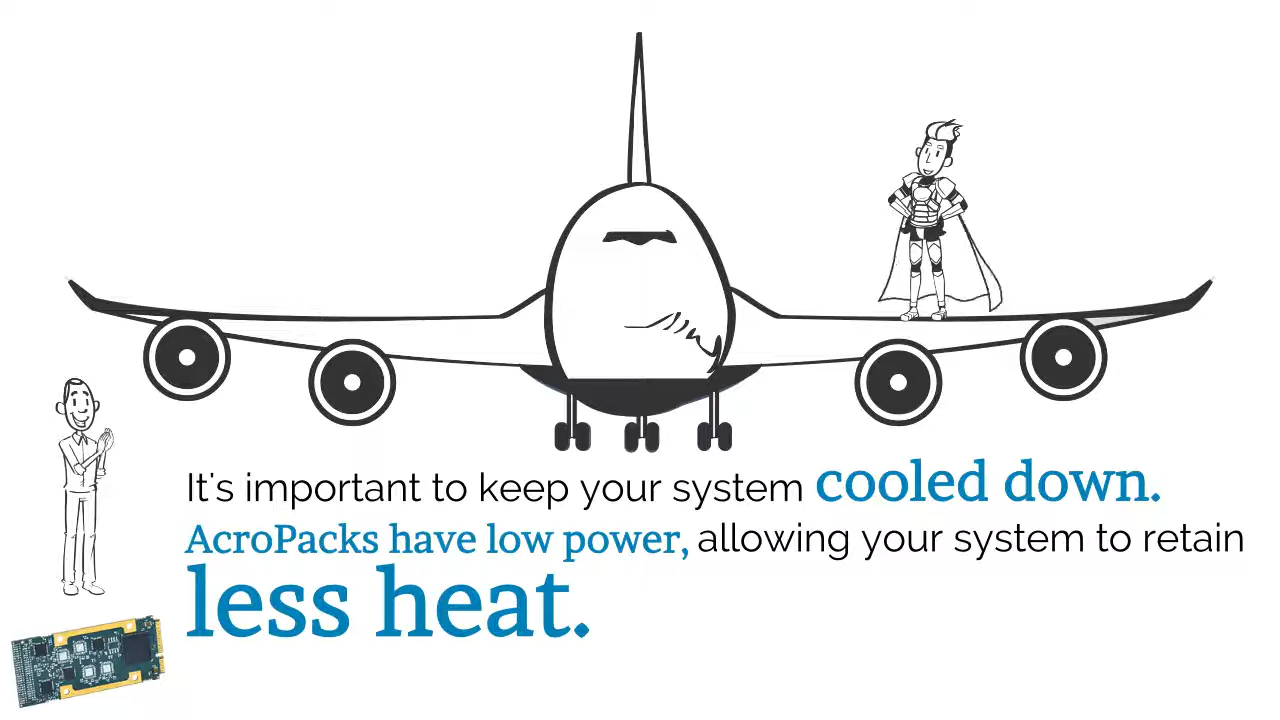 It's important to keep your system cooled down.
AcroPacks have low power, allowing your system to retain
less heat.